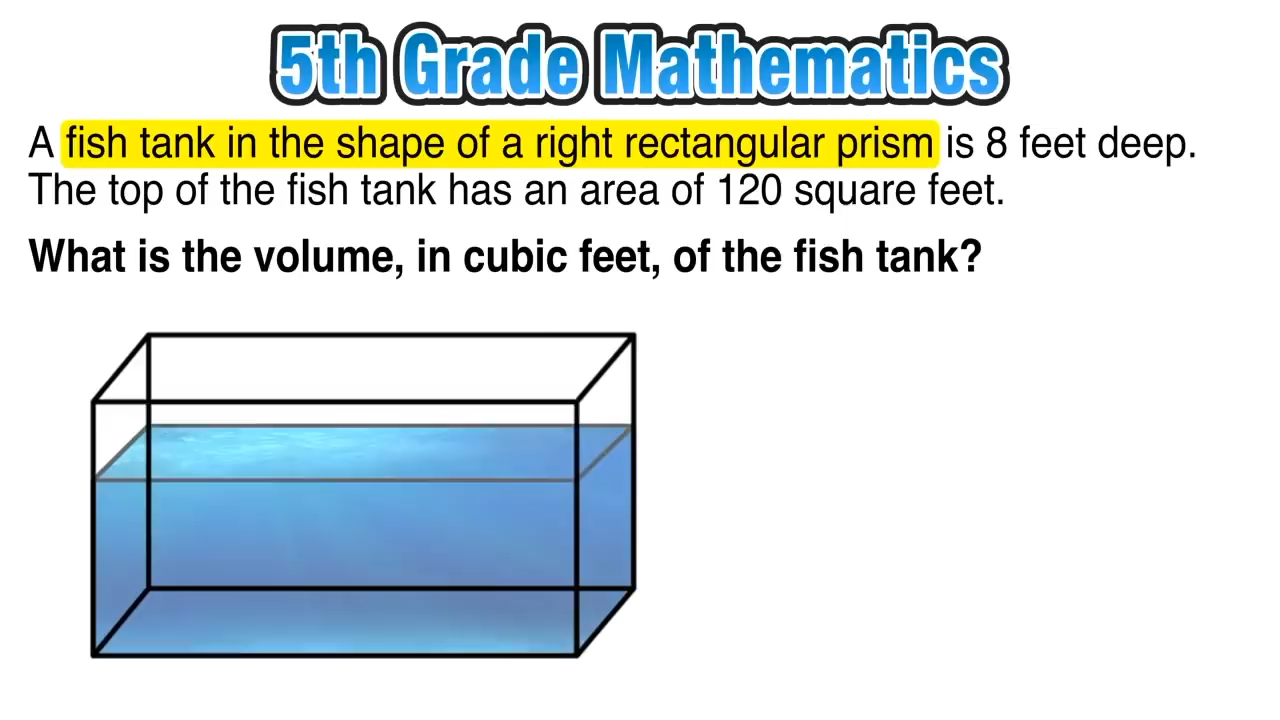 5th Grade Mathematics
A fish tank in the shape of a right rectangular prism is 8 feet deep.
The top of the fish tank has an area of 120 square feet.
What is the volume, in cubic feet, of the fish tank?